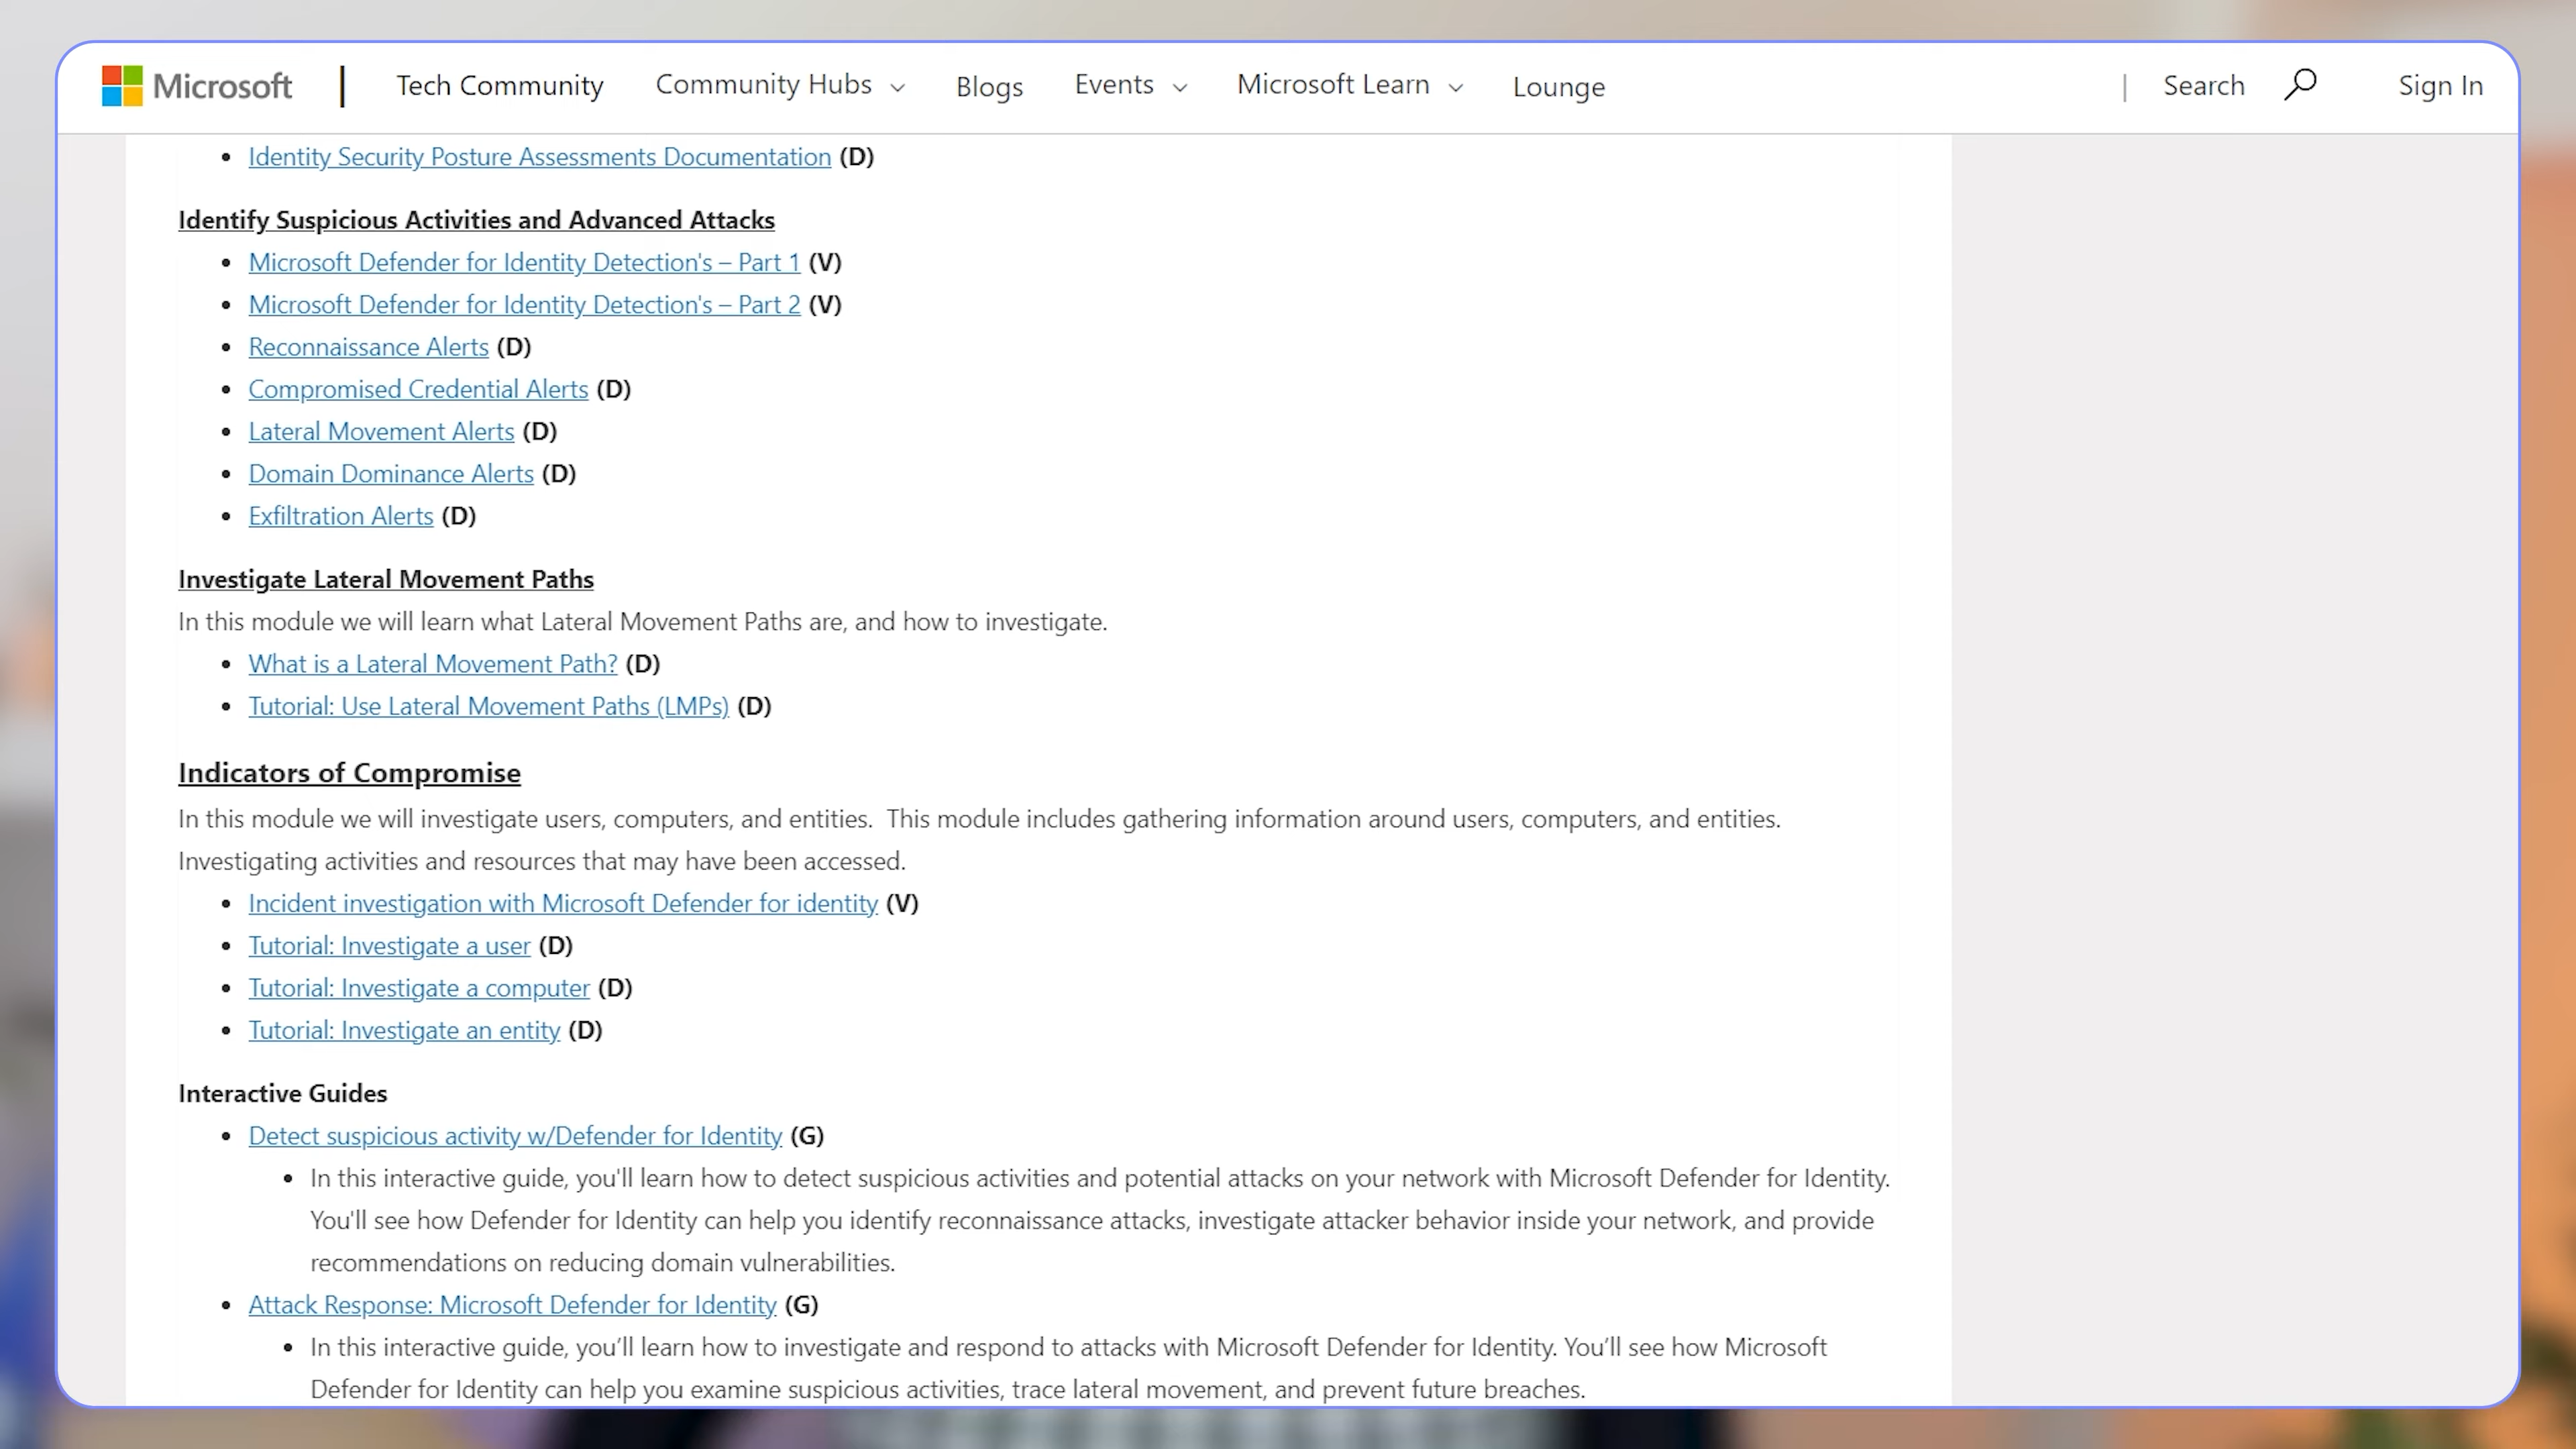 Microsoft | Tech Community Community Hubs Blogs Events Microsoft Learn Lounge | Search Sign In
• Identity Security Posture Assessments Documentation (D)
Identify Suspicious Activities and Advanced Attacks
• Microsoft Defender for Identity Detection's – Part 1 (V)
• Microsoft Defender for Identity Detection's – Part 2 (V)
• Reconnaissance Alerts (D)
• Compromised Credential Alerts (D)
• Lateral Movement Alerts (D)
• Domain Dominance Alerts (D)
• Exfiltration Alerts (D)
Investigate Lateral Movement Paths
In this module we will learn what Lateral Movement Paths are, and how to investigate.
• What is a Lateral Movement Path? (D)
• Tutorial: Use Lateral Movement Paths (LMPs) (D)
Indicators of Compromise
In this module we will investigate users, computers, and entities.  This module includes gathering information around users, computers, and entities.
Investigating activities and resources that may have been accessed.
• Incident investigation with Microsoft Defender for identity (V)
• Tutorial: Investigate a user (D)
• Tutorial: Investigate a computer (D)
• Tutorial: Investigate an entity (D)
Interactive Guides
• Detect suspicious activity w/Defender for Identity (G)
• In this interactive guide, you'll learn how to detect suspicious activities and potential attacks on your network with Microsoft Defender for Identity.
You'll see how Defender for Identity can help you identify reconnaissance attacks, investigate attacker behavior inside your network, and provide
recommendations on reducing domain vulnerabilities.
• Attack Response: Microsoft Defender for Identity (G)
• In this interactive guide, you’ll learn how to investigate and respond to attacks with Microsoft Defender for Identity. You’ll see how Microsoft
Defender for Identity can help you examine suspicious activities, trace lateral movement, and prevent future breaches.